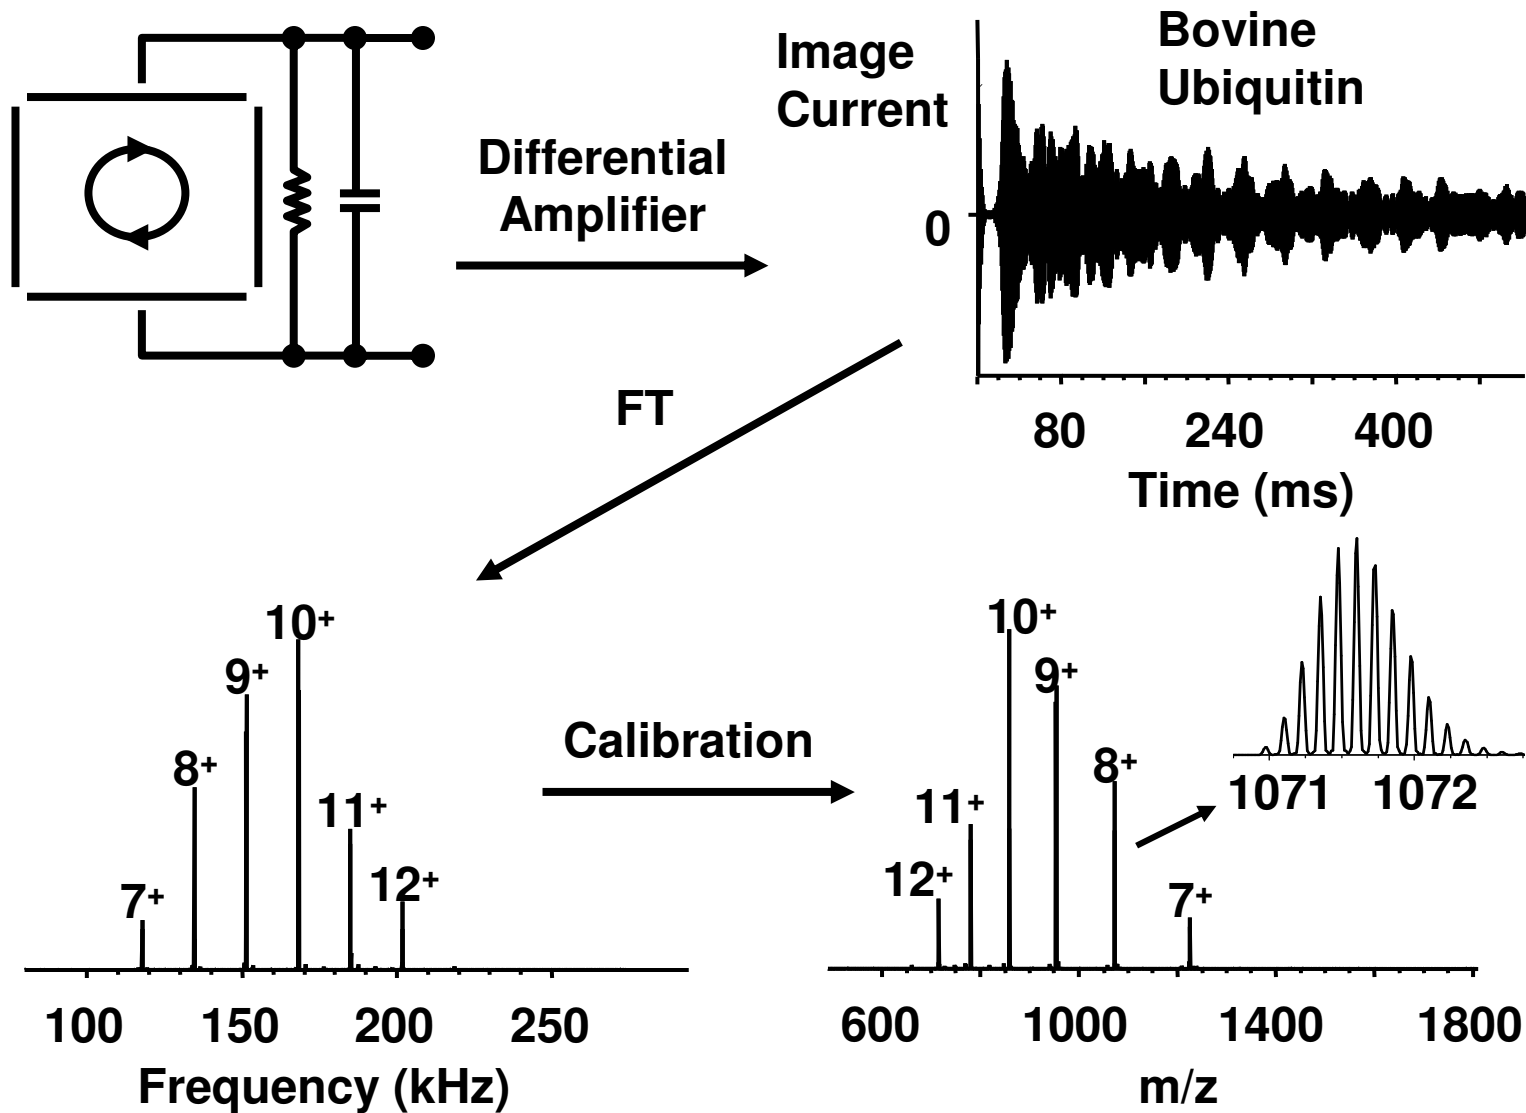 Image
Current
Bovine
Ubiquitin
Differential
Amplifier
0
80 240 400
Time (ms)
FT
7+ 8+ 9+ 10+ 11+ 12+
100 150 200 250
Frequency (kHz)
Calibration
12+ 11+ 10+ 9+ 8+ 7+
1071 1072
600 1000 1400 1800
m/z